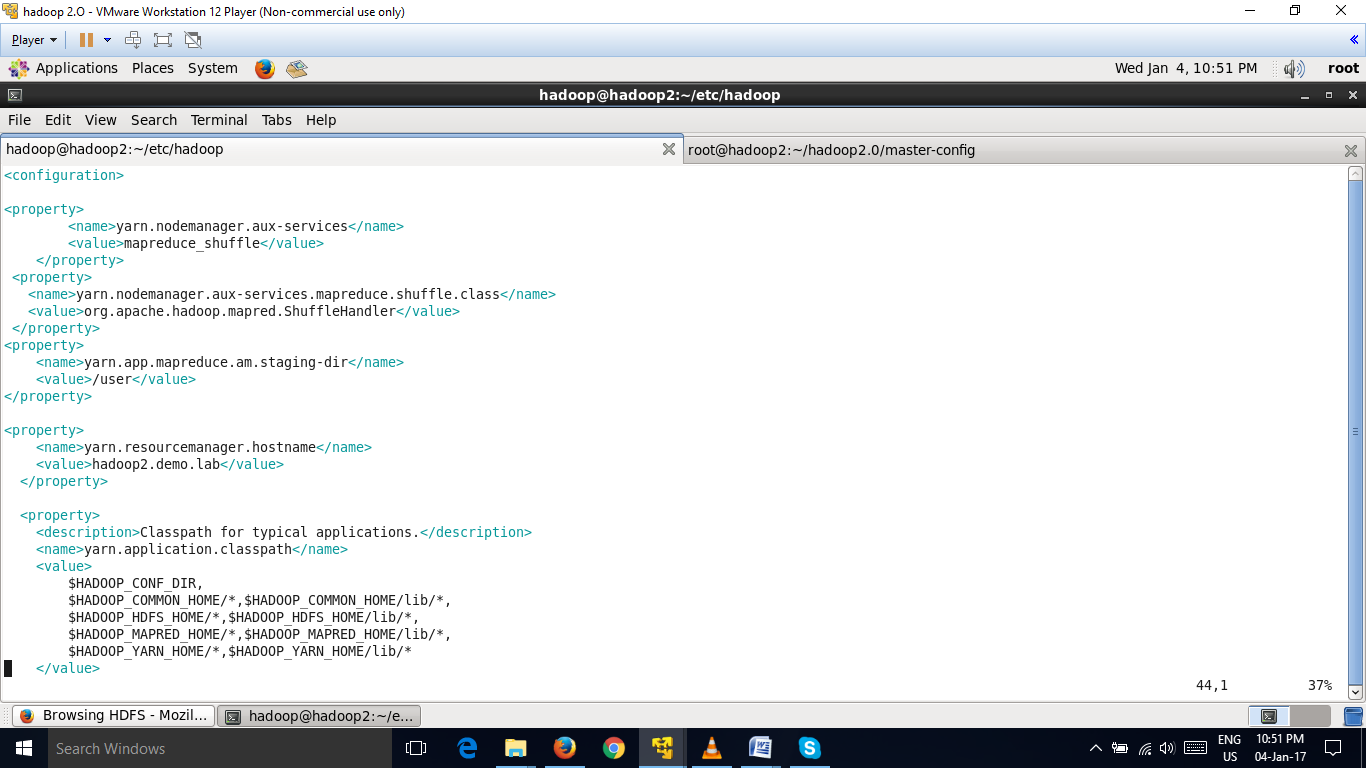 hadoop 2.O - VMware Workstation 12 Player (Non-commercial use only)
Player
Applications Places System Wed Jan 4, 10:51 PM root
hadoop@hadoop2:~/etc/hadoop
File Edit View Search Terminal Tabs Help
hadoop@hadoop2:~/etc/hadoop root@hadoop2:~/hadoop2.0/master-config
<configuration>
<property>
<name>yarn.nodemanager.aux-services</name>
<value>mapreduce_shuffle</value>
</property>
<property>
<name>yarn.nodemanager.aux-services.mapreduce.shuffle.class</name>
<value>org.apache.hadoop.mapred.ShuffleHandler</value>
</property>
<property>
<name>yarn.app.mapreduce.am.staging-dir</name>
<value>/user</value>
</property>
<property>
<name>yarn.resourcemanager.hostname</name>
<value>hadoop2.demo.lab</value>
</property>
<property>
<description>Classpath for typical applications.</description>
<name>yarn.application.classpath</name>
<value>
$HADOOP_CONF_DIR,
$HADOOP_COMMON_HOME/*,$HADOOP_COMMON_HOME/lib/*,
$HADOOP_HDFS_HOME/*,$HADOOP_HDFS_HOME/lib/*,
$HADOOP_MAPRED_HOME/*,$HADOOP_MAPRED_HOME/lib/*,
$HADOOP_YARN_HOME/*,$HADOOP_YARN_HOME/lib/*
</value>
44,1 37%
Browsing HDFS - Mozil... hadoop@hadoop2:~/e...
Search Windows
ENG 10:51 PM
US 04-Jan-17